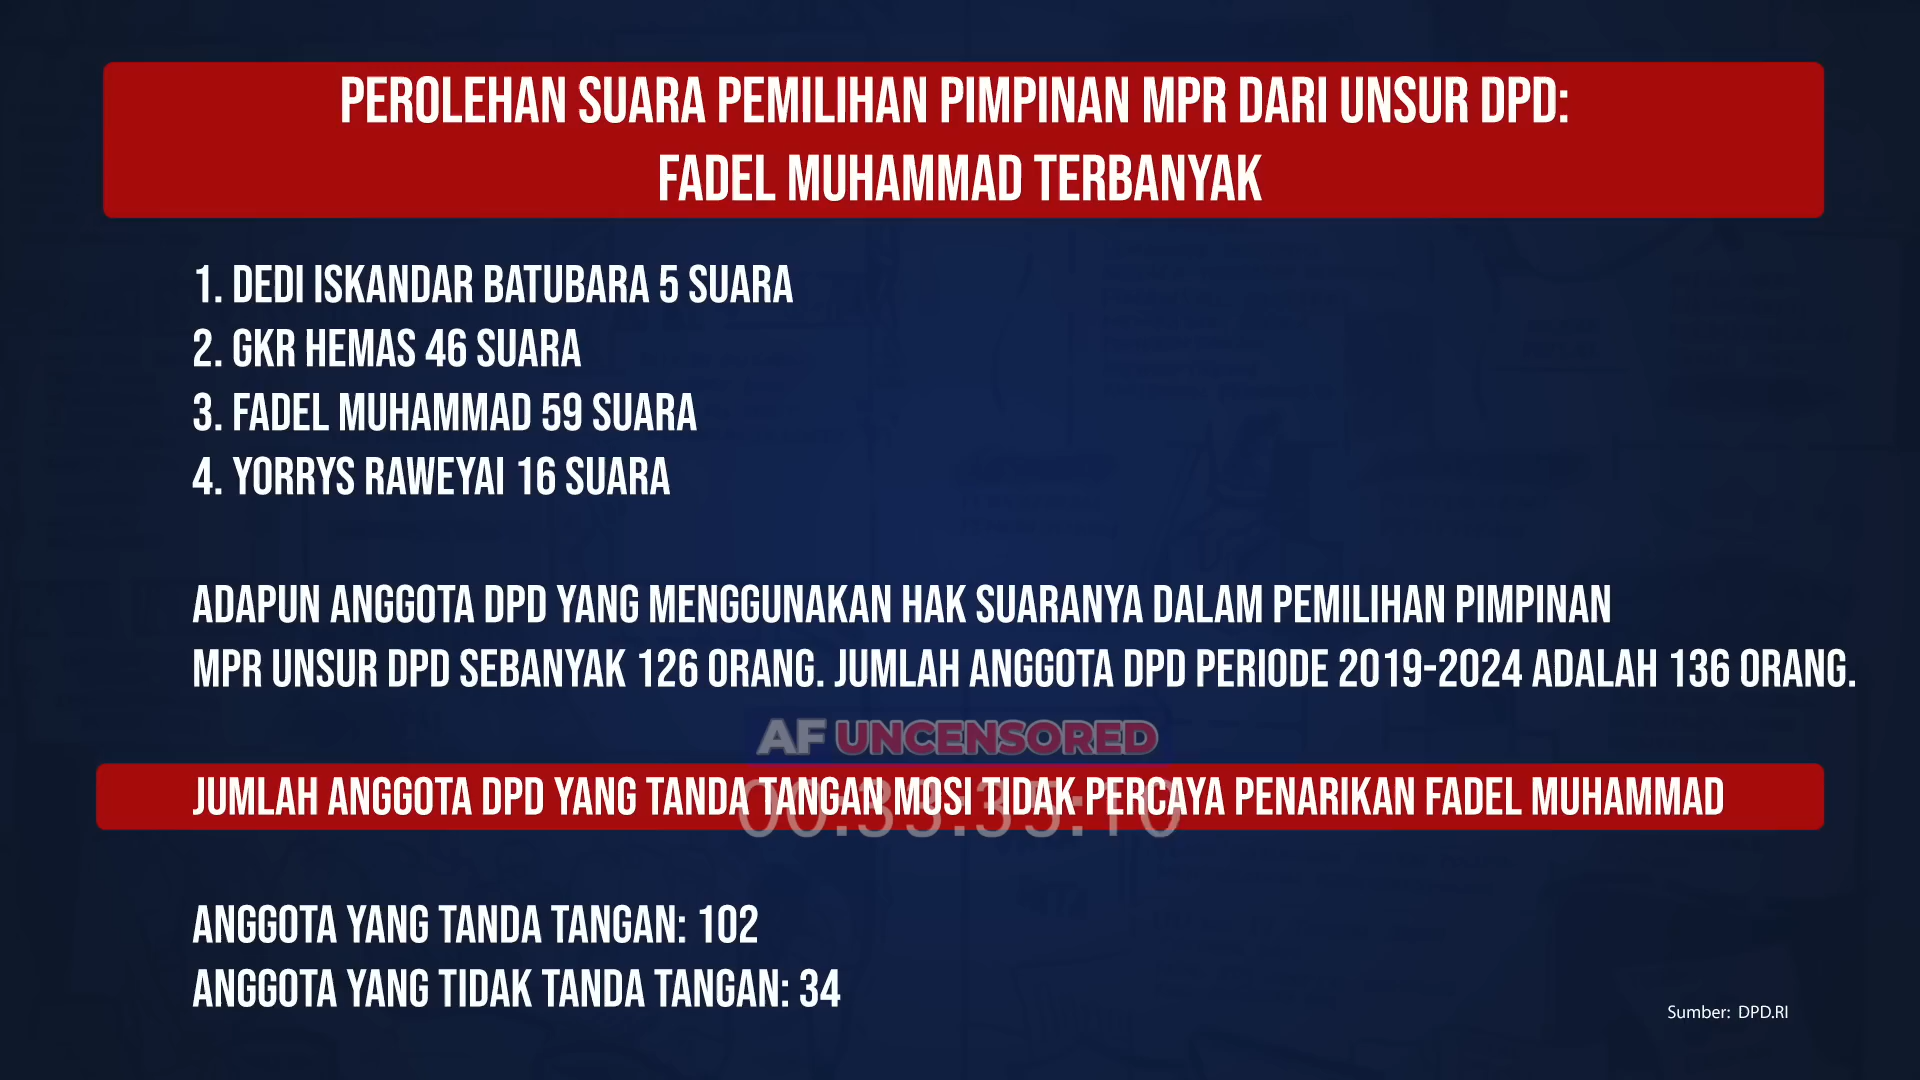 PEROLEHAN SUARA PEMILIHAN PIMPINAN MPR DARI UNSUR DPD:
FADEL MUHAMMAD TERBANYAK
1. DEDI ISKANDAR BATUBARA 5 SUARA
2. GKR HEMAS 46 SUARA
3. FADEL MUHAMMAD 59 SUARA
4. YORRYS RAWEYAI 16 SUARA
ADAPUN ANGGOTA DPD YANG MENGGUNAKAN HAK SUARANYA DALAM PEMILIHAN PIMPINAN
MPR UNSUR DPD SEBANYAK 126 ORANG. JUMLAH ANGGOTA DPD PERIODE 2019-2024 ADALAH 136 ORANG.
AF UNCENSORED
JUMLAH ANGGOTA DPD YANG TANDA TANGAN MOSI TIDAK PERCAYA PENARIKAN FADEL MUHAMMAD
00:33:35:10
ANGGOTA YANG TANDA TANGAN: 102
ANGGOTA YANG TIDAK TANDA TANGAN: 34
Sumber: DPD.RI